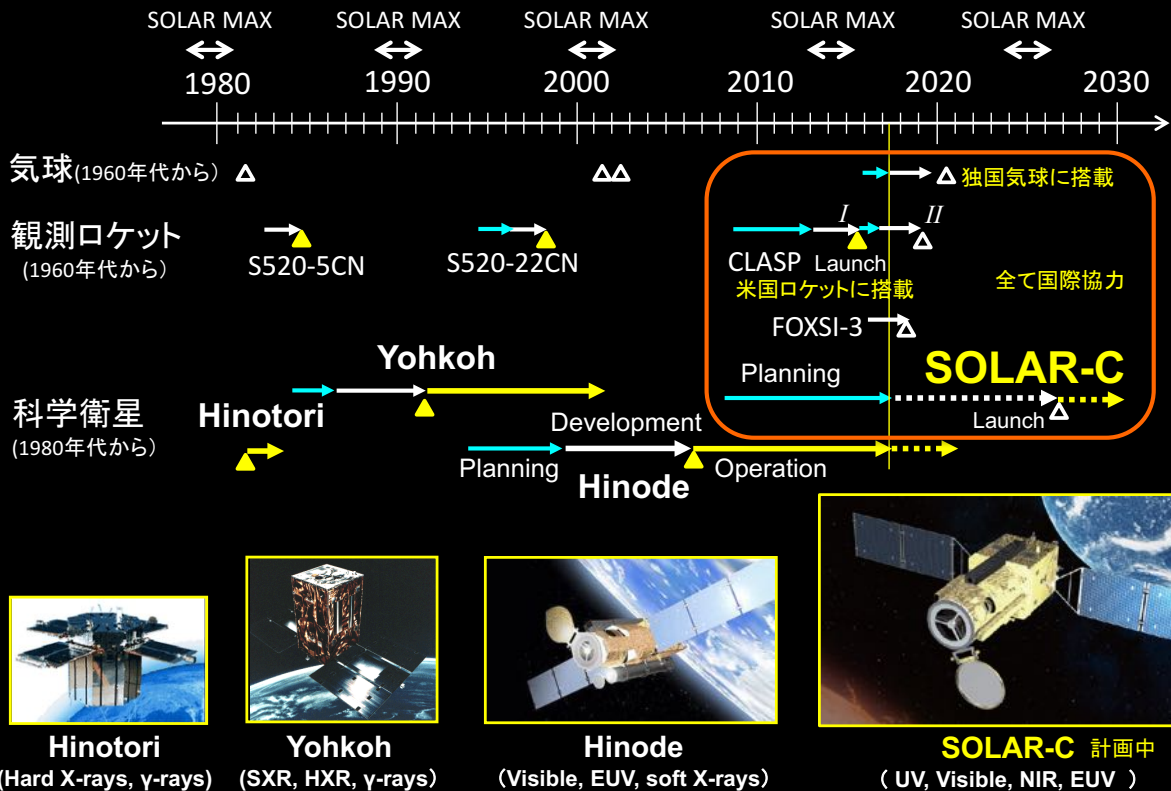 SOLAR MAX SOLAR MAX SOLAR MAX SOLAR MAX SOLAR MAX
1980 1990 2000 2010 2020 2030
気球(1960年代から)
独国気球に搭載
観測ロケット
(1960年代から)
S520-5CN
S520-22CN
I
II
CLASP Launch
米国ロケットに搭載
全て国際協力
FOXSI-3
科学衛星
(1980年代から)
Hinotori
Yohkoh
Planning
SOLAR-C
Launch
Development
Planning
Hinode
Operation
Hinotori
(Hard X-rays, γ-rays)
Yohkoh
(SXR, HXR, γ-rays)
Hinode
(Visible, EUV, soft X-rays)
SOLAR-C 計画中
( UV, Visible, NIR, EUV )